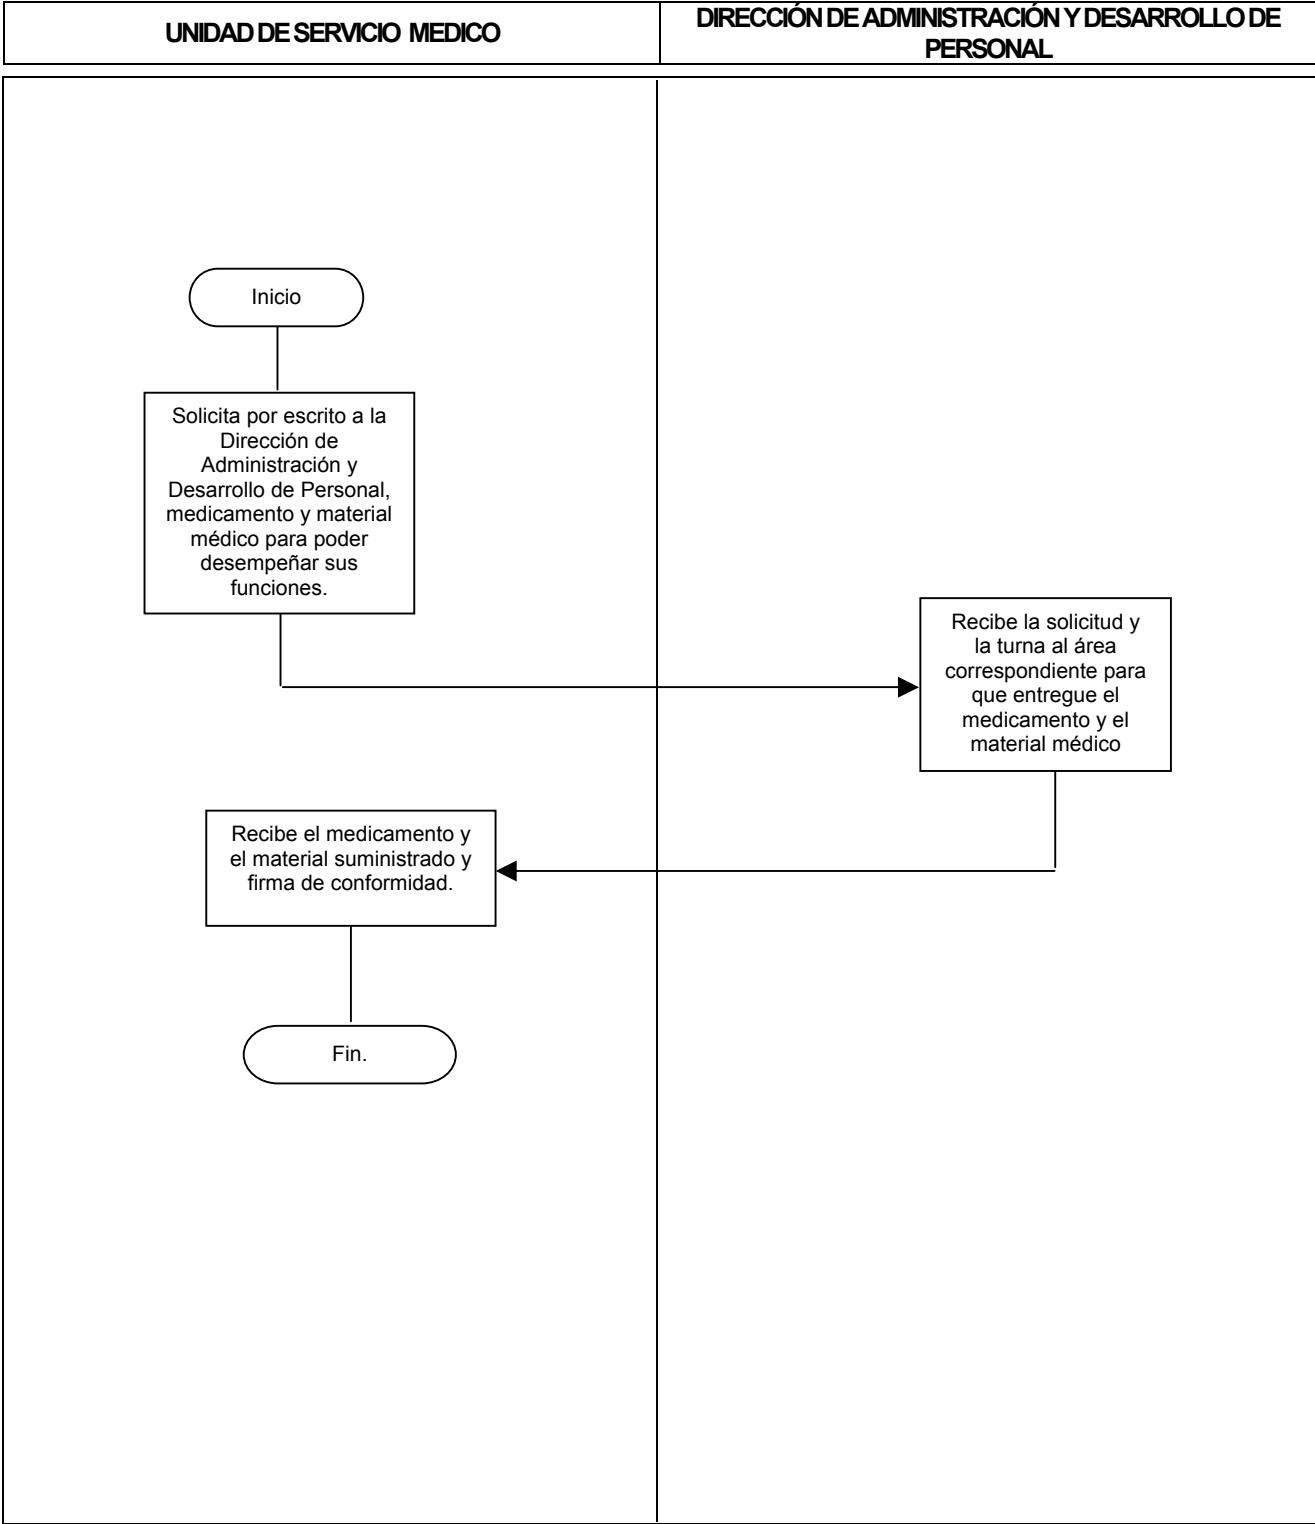 UNIDAD DE SERVICIO MEDICO
DIRECCIÓN DE ADMINISTRACIÓN Y DESARROLLO DE
PERSONAL
Inicio
Solicita por escrito a la
Dirección de
Administración y
Desarrollo de Personal,
medicamento y material
médico para poder
desempeñar sus
funciones.
Recibe la solicitud y
la turna al área
correspondiente para
que entregue el
medicamento y el
material médico
Recibe el medicamento y
el material suministrado y
firma de conformidad.
Fin.